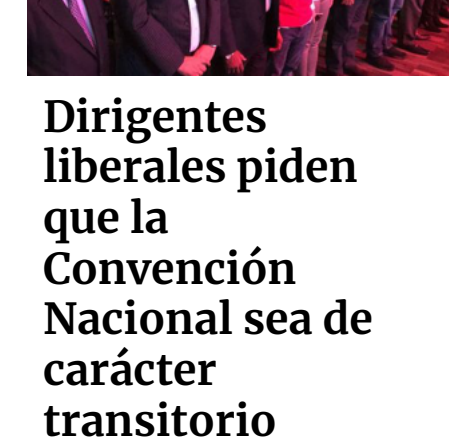 Dirigentes
liberales piden
que la
Convención
Nacional sea de
carácter
transitorio